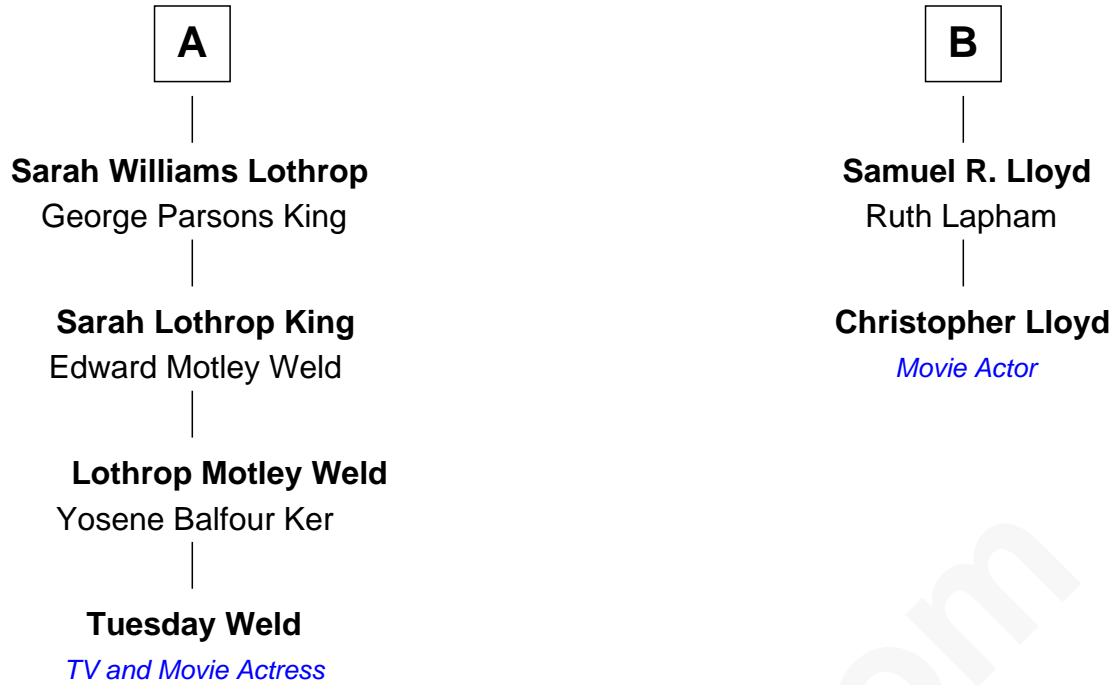 A
Sarah Williams Lothrop
George Parsons King
Sarah Lothrop King
Edward Motley Weld
Lothrop Motley Weld
Yosene Balfour Ker
Tuesday Weld
TV and Movie Actress
B
Samuel R. Lloyd
Ruth Lapham
Christopher Lloyd
Movie Actor
om